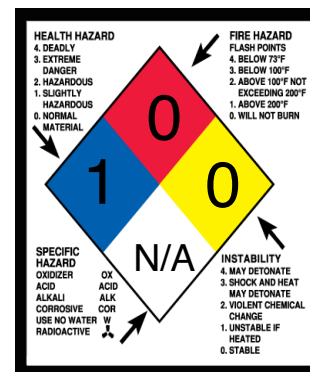 HEALTH HAZARD
4. DEADLY
3. EXTREME
DANGER
2. HAZARDOUS
1. SLIGHTLY
HAZARDOUS
0. NORMAL
MATERIAL
FIRE HAZARD
FLASH POINTS
4. BELOW 73°F
3. BELOW 100°F
2. ABOVE 100°F NOT
EXCEEDING 200°F
1. ABOVE 200°F
0. WILL NOT BURN
0
1
0
N/A
SPECIFIC
HAZARD
OXIDIZER OX
ACID ACID
ALKALI ALK
CORROSIVE COR
USE NO WATER W
RADIOACTIVE
INSTABILITY
4. MAY DETONATE
3. SHOCK AND HEAT
MAY DETONATE
2. VIOLENT CHEMICAL
CHANGE
1. UNSTABLE IF
HEATED
0. STABLE